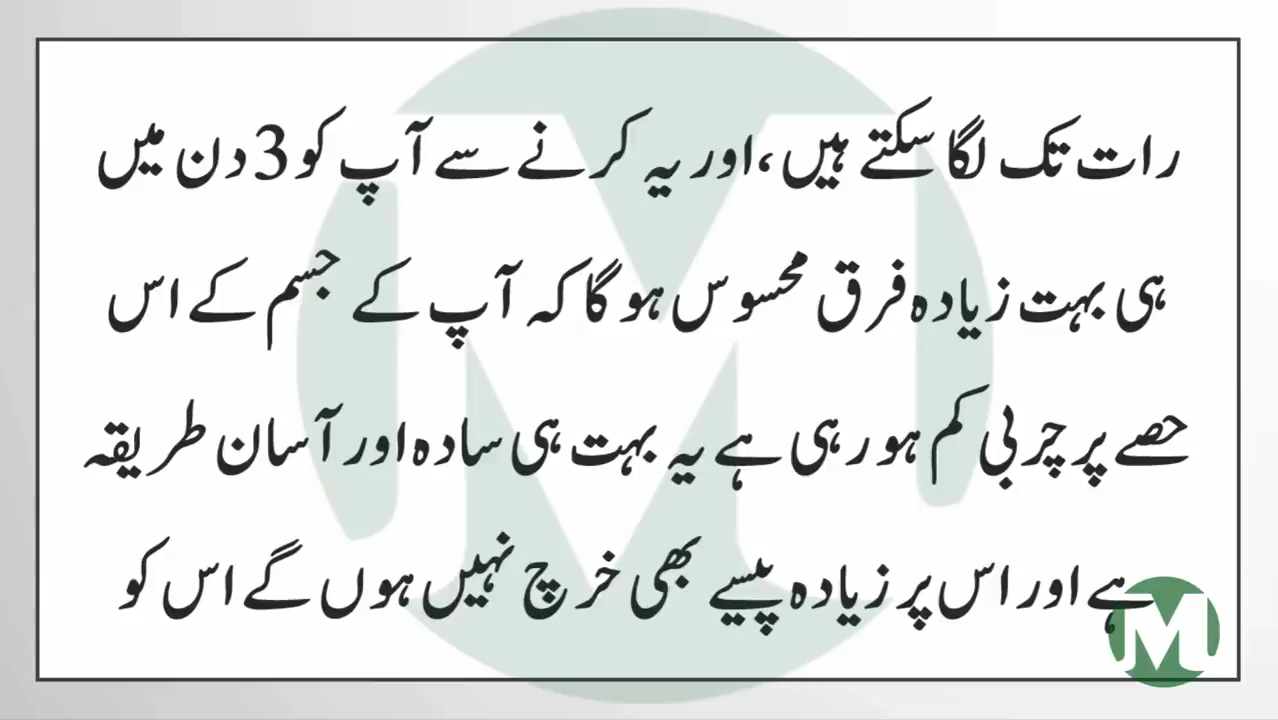 رات تک لگا سکتے ہیں ،اور یہ کرنے سے آپ کو 3 دن میں
ہی بہت زیادہ فرق محسوس ہو گا کہ آپ کے جسم کے اس
حصے پر چربی کم ہو رہی ہے یہ بہت ہی سادہ اور آسان طریقہ
ہے اور اس پر زیادہ پیسے بھی خرچ نہیں ہوں گے اس کو
M